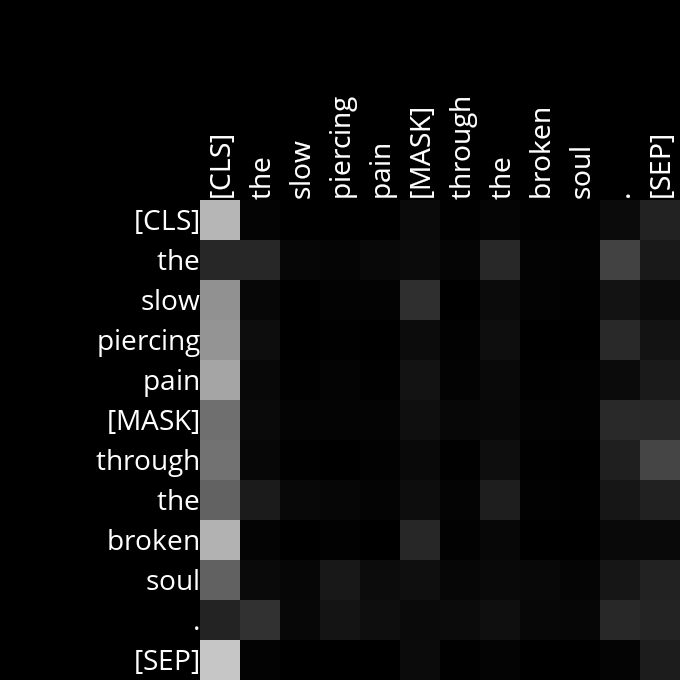 [CLS]
the
slow
piercing
pain
[MASK]
through
the
broken
soul
.
[SEP]
[CLS]
the
slow
piercing
pain
[MASK]
through
the
broken
soul
.
[SEP]